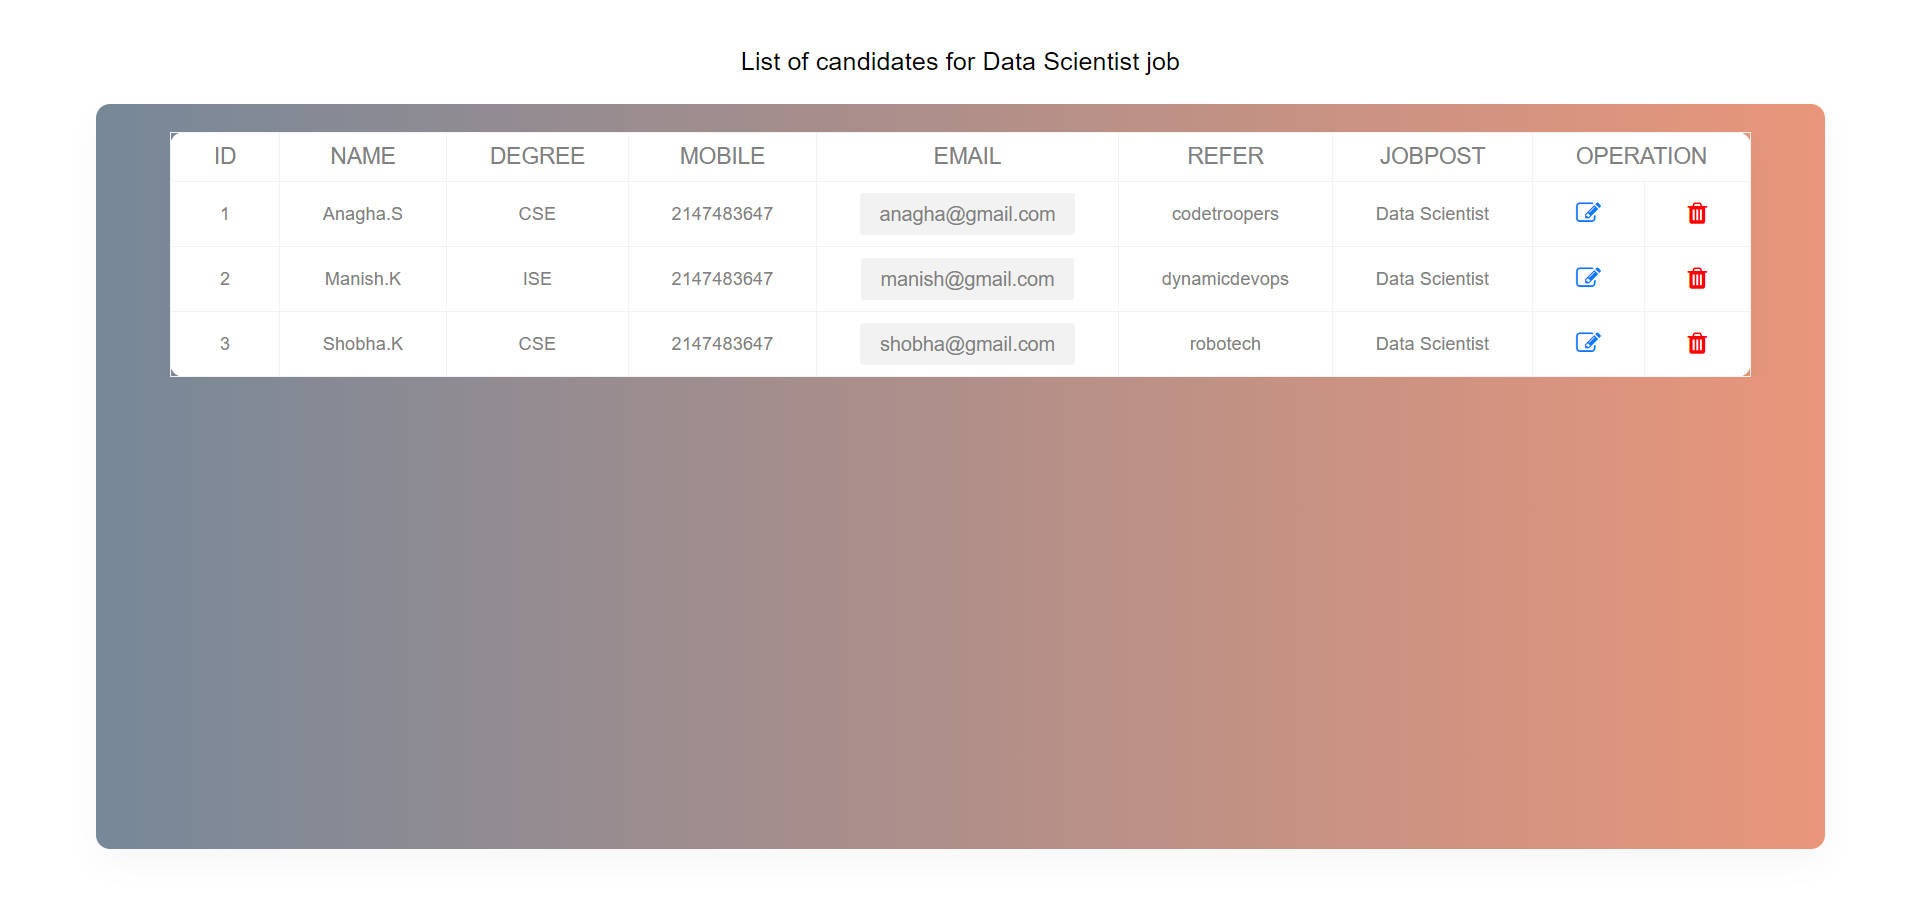 List of candidates for Data Scientist job
ID NAME DEGREE MOBILE EMAIL REFER JOBPOST OPERATION
1 Anagha.S CSE 2147483647 anagha@gmail.com codetroopers Data Scientist
2 Manish.K ISE 2147483647 manish@gmail.com dynamicdevops Data Scientist
3 Shobha.K CSE 2147483647 shobha@gmail.com robotech Data Scientist